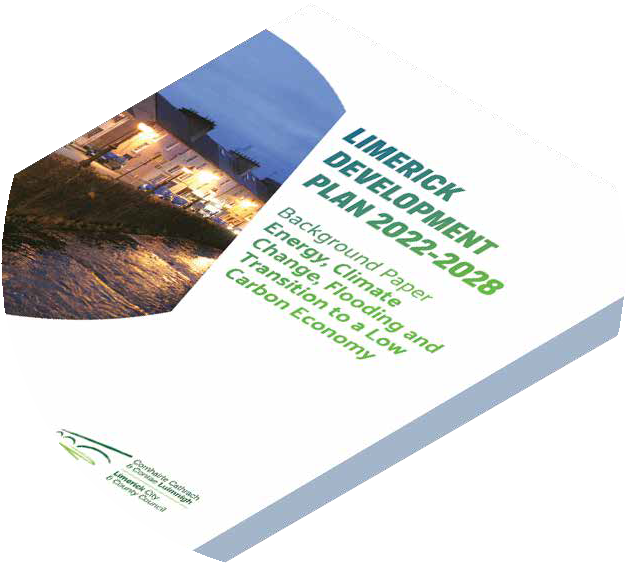 LIMERICK
DEVELOPMENT
PLAN 2022-2028
Background Paper
Energy, Climate
Change, Flooding and
Transition to a Low
Carbon Economy
Comhairle Cathrach
& Contae Luimnigh
Limerick City
& County Council